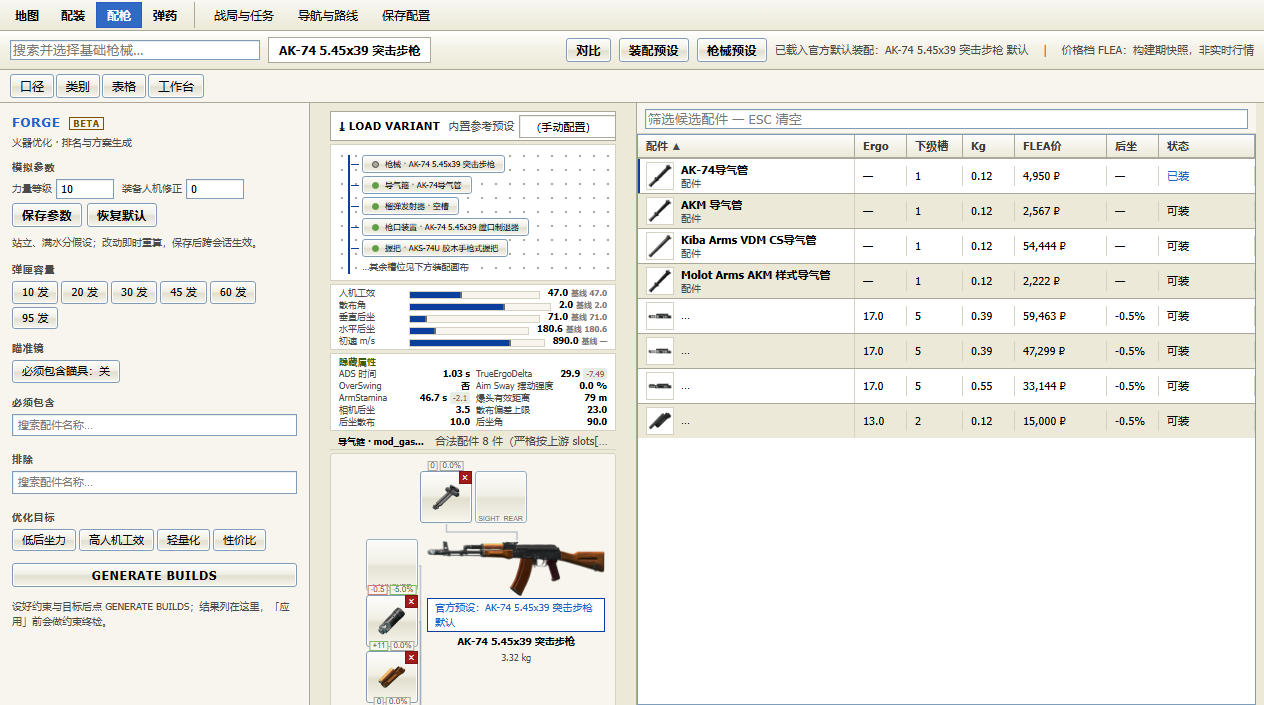 地图 配装 配枪 弹药 战局与任务 导航与路线 保存配置
搜索并选择基础枪械... AK-74 5.45x39 突击步枪 对比 装配预设 枪械预设 已载入官方默认装配：AK-74 5.45x39 突击步枪 默认 | 价格档 FLEA：构建期快照，非实时行情
口径 类别 表格 工作台
FORGE BETA
火器优化 · 排名与方案生成
模拟参数
力量等级 10 装备人机修正 0
保存参数 恢复默认
站立、满水分假设；改动即时重算，保存后跨会话生效。
弹匣容量
10 发 20 发 30 发 45 发 60 发
95 发
瞄准镜
必须包含瞄具：关
必须包含
搜索配件名称...
排除
搜索配件名称...
优化目标
低后坐力 高人机工效 轻量化 性价比
GENERATE BUILDS
设好约束与目标后点 GENERATE BUILDS；结果列在这里，「应
用」前会做约束终检。
⤓ LOAD VARIANT 内置参考预设 (手动配置)
枪械 · AK-74 5.45x39 突击步枪
导气箍 · AK-74导气管
榴弹发射器 · 空槽
枪口装置 · AK-74 5.45x39 膛口制退器
握把 · AKS-74U 胶木手枪式握把
...其余槽位见下方装配画布
人机工效 47.0 基线 47.0
散布角 2.0 基线 2.0
垂直后坐 71.0 基线 71.0
水平后坐 180.6 基线 180.6
初速 m/s 890.0 基线 —
隐藏属性
ADS 时间 1.03 s TrueErgoDelta 29.9 -7.49
OverSwing 否 Aim Sway 摆动强度 0.0 %
ArmStamina 46.7 s -2.1 爆头有效距离 79 m
相机后坐 3.5 散布偏差上限 23.0
后坐散布 10.0 后坐角 90.0
导气箍 · mod_gas... 合法配件 8 件（严格按上游 slots[...
0 0.0%
SIGHT_REAR
-0.5 -5.0%
官方预设：AK-74 5.45x39 突击步枪
默认
+11 0.0%
AK-74 5.45x39 突击步枪
3.32 kg
0 0.0%
筛选候选配件 — ESC 清空
配件 ▲ Ergo 下级槽 Kg FLEA价 后坐 状态
AK-74导气管
配件 — 1 0.12 4,950 ₽ — 已装
AKM 导气管
配件 — 1 0.12 2,567 ₽ — 可装
Kiba Arms VDM CS导气管
配件 — 1 0.12 54,444 ₽ — 可装
Molot Arms AKM 样式导气管
配件 — 1 0.12 2,222 ₽ — 可装
... 17.0 5 0.39 59,463 ₽ -0.5% 可装
... 17.0 5 0.39 47,299 ₽ -0.5% 可装
... 17.0 5 0.55 33,144 ₽ -0.5% 可装
... 13.0 2 0.12 15,000 ₽ -0.5% 可装